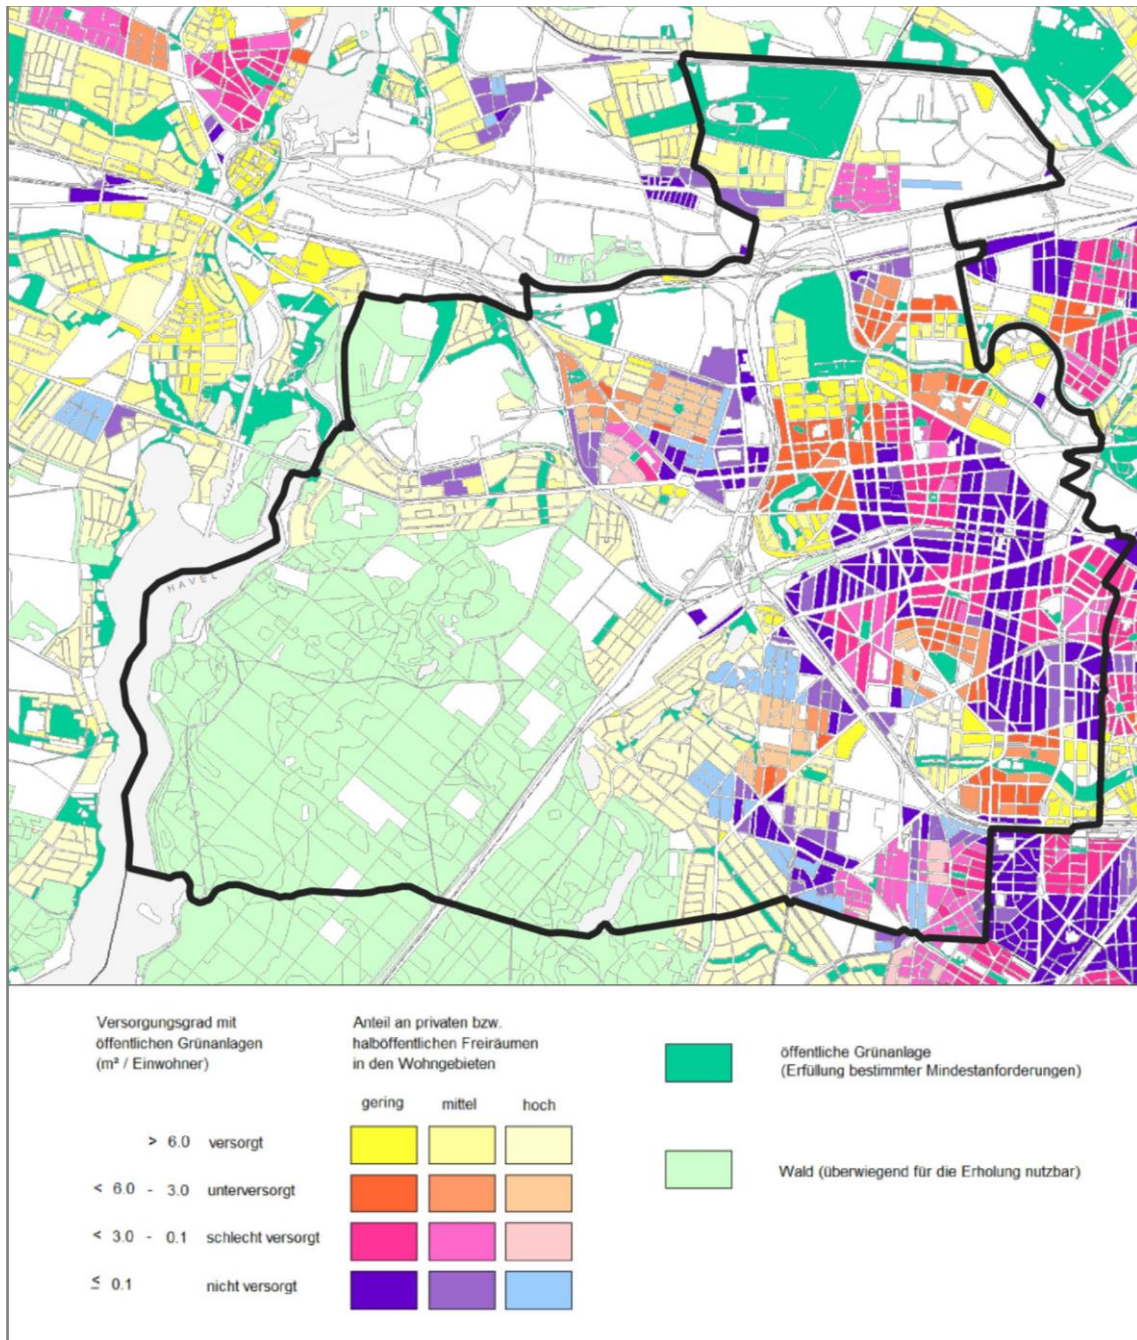 HAVEL
Versorgungsgrad mit
öffentlichen Grünanlagen
(m² / Einwohner)
Anteil an privaten bzw.
halböffentlichen Freiräumen
in den Wohngebieten
gering mittel hoch
> 6.0 versorgt
< 6.0 - 3.0 unterversorgt
< 3.0 - 0.1 schlecht versorgt
≤ 0.1 nicht versorgt
öffentliche Grünanlage
(Erfüllung bestimmter Mindestanforderungen)
Wald (überwiegend für die Erholung nutzbar)